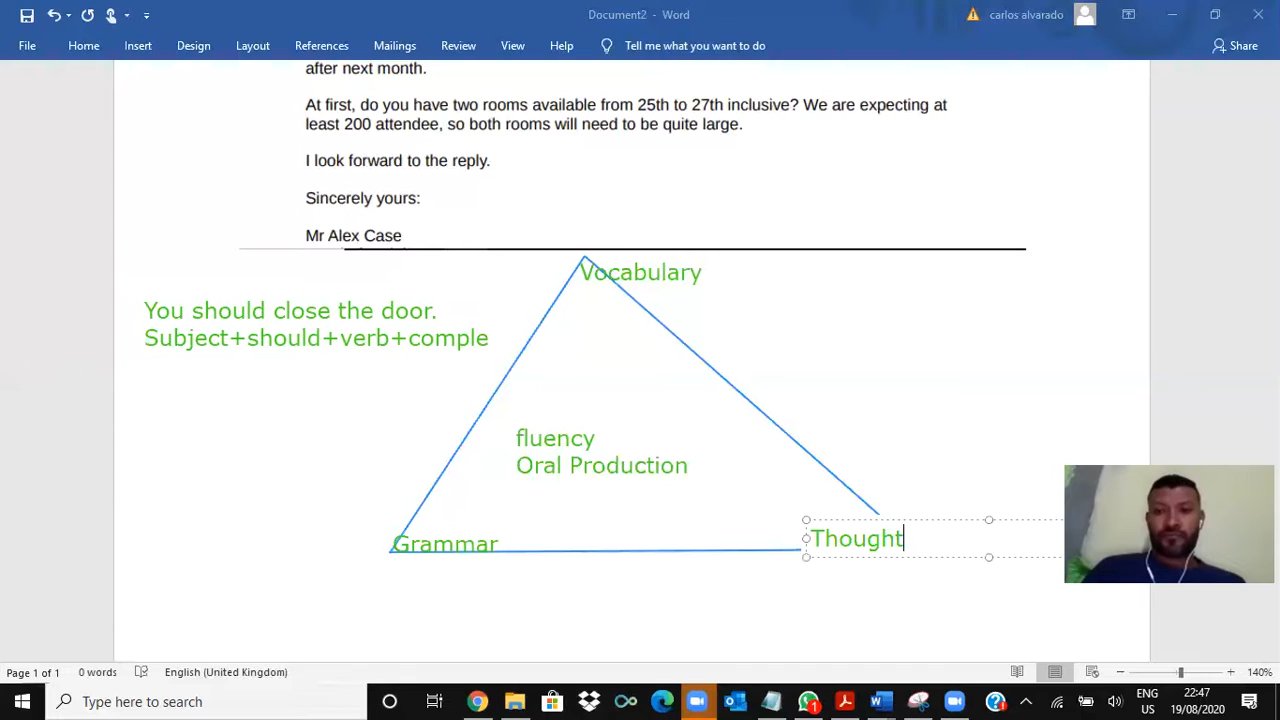 Document2 - Word
carlos alvarado
File Home Insert Design Layout References Mailings Review View Help Tell me what you want to do Share
after next month.
At first, do you have two rooms available from 25th to 27th inclusive? We are expecting at
least 200 attendee, so both rooms will need to be quite large.
I look forward to the reply.
Sincerely yours:
Mr Alex Case
Vocabulary
You should close the door.
Subject+should+verb+comple
fluency
Oral Production
Grammar
Thought
Page 1 of 1 0 words English (United Kingdom) 140%
Type here to search
ENG 22:47
US 19/08/2020
1